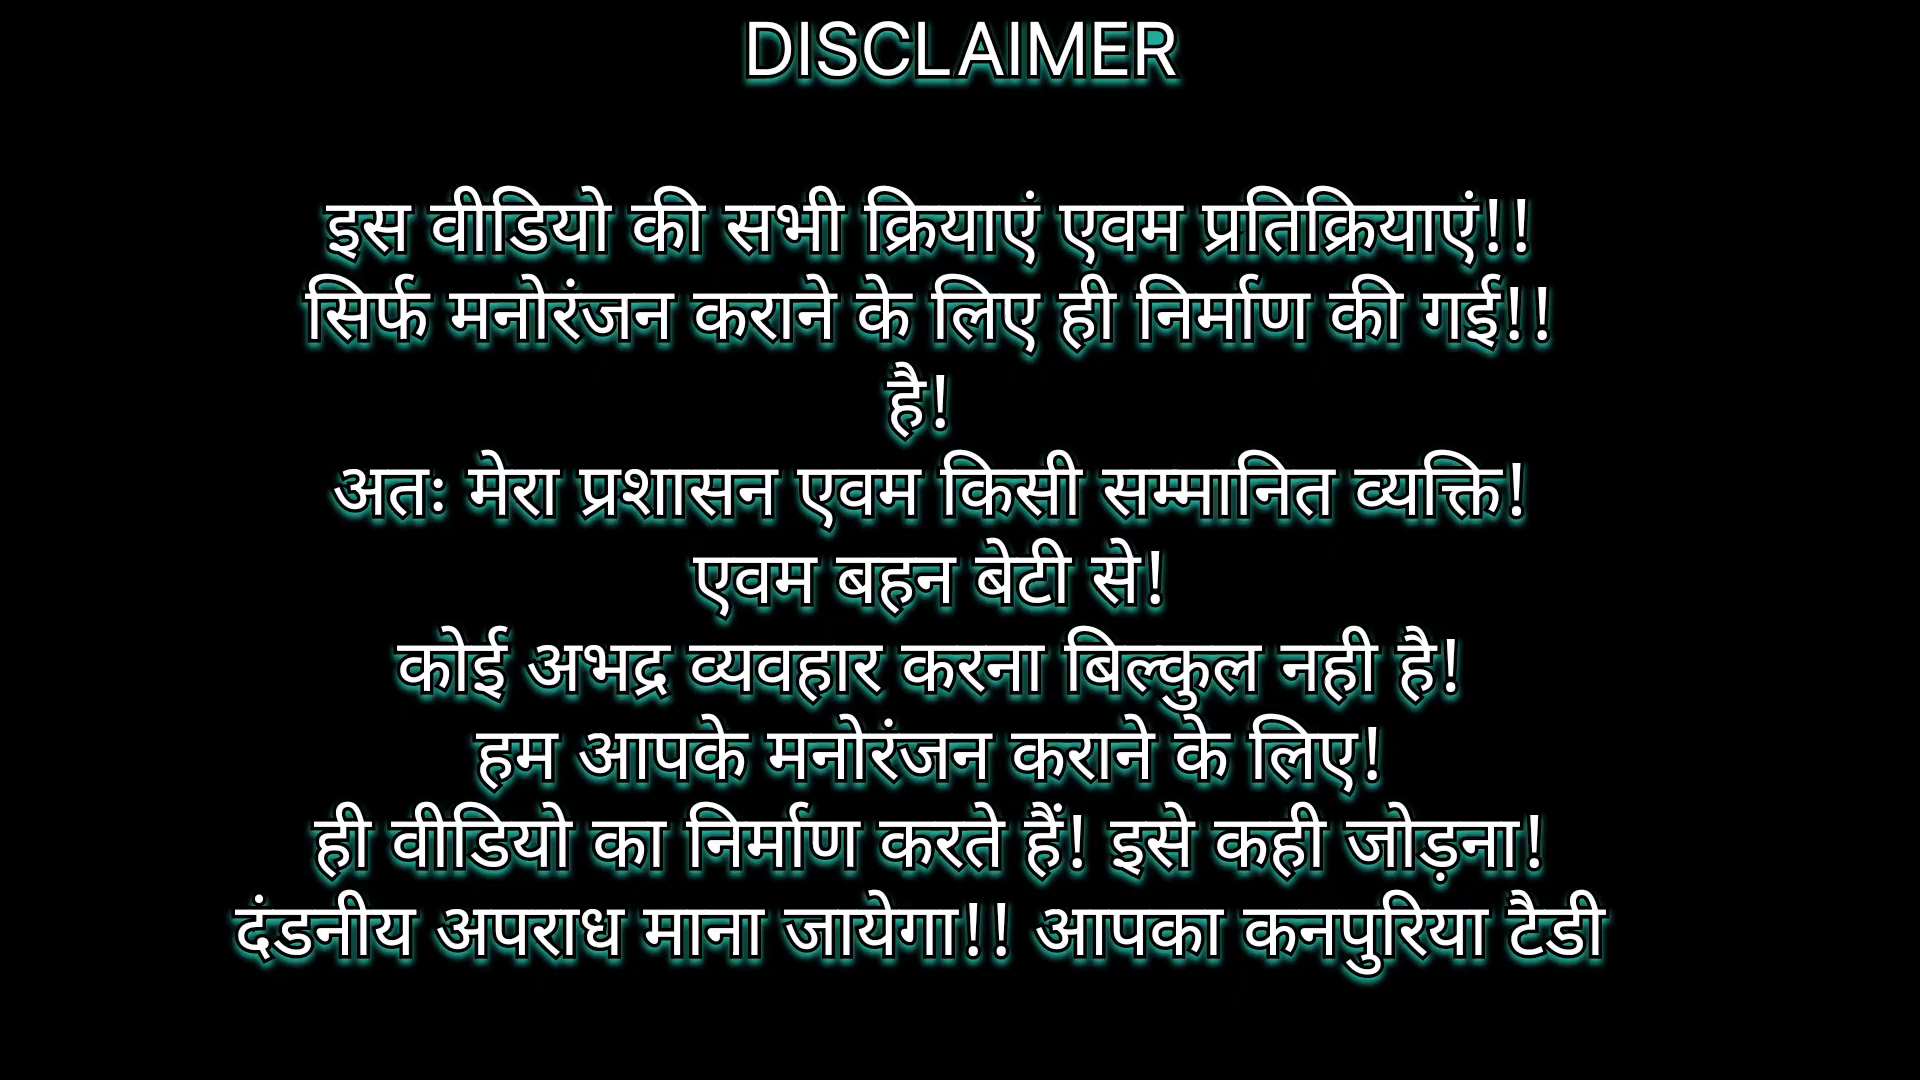 DISCLAIMER
इस वीडियो की सभी क्रियाएं एवम प्रतिक्रियाएं!!
सिर्फ मनोरंजन कराने के लिए ही निर्माण की गई!!
है!
अतः मेरा प्रशासन एवम किसी सम्मानित व्यक्ति!
एवम बहन बेटी से!
कोई अभद्र व्यवहार करना बिल्कुल नही है!
हम आपके मनोरंजन कराने के लिए!
ही वीडियो का निर्माण करते हैं! इसे कही जोड़ना!
दंडनीय अपराध माना जायेगा!! आपका कनपुरिया टैडी